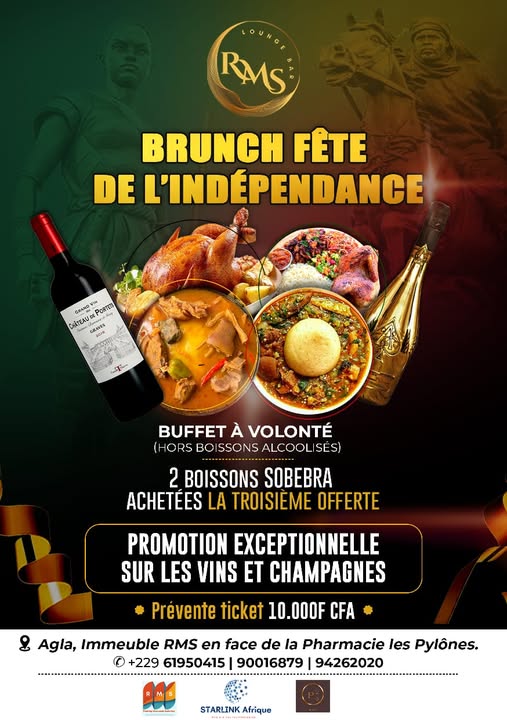 LOUNGE BAR
RMS
BRUNCH FÊTE
DE L'INDÉPENDANCE
GRAND VIN
CHÂTEAU DE PORTETS
GRAVES
BUFFET À VOLONTÉ
(HORS BOISSONS ALCOOLISÉS)
2 BOISSONS SOBEBRA
ACHETÉES LA TROISIÈME OFFERTE
PROMOTION EXCEPTIONNELLE
SUR LES VINS ET CHAMPAGNES
Prévente ticket 10.000F CFA
Agla, Immeuble RMS en face de la Pharmacie les Pylônes.
+229 61950415 | 90016879 | 94262020
RMS
STARLINK Afrique